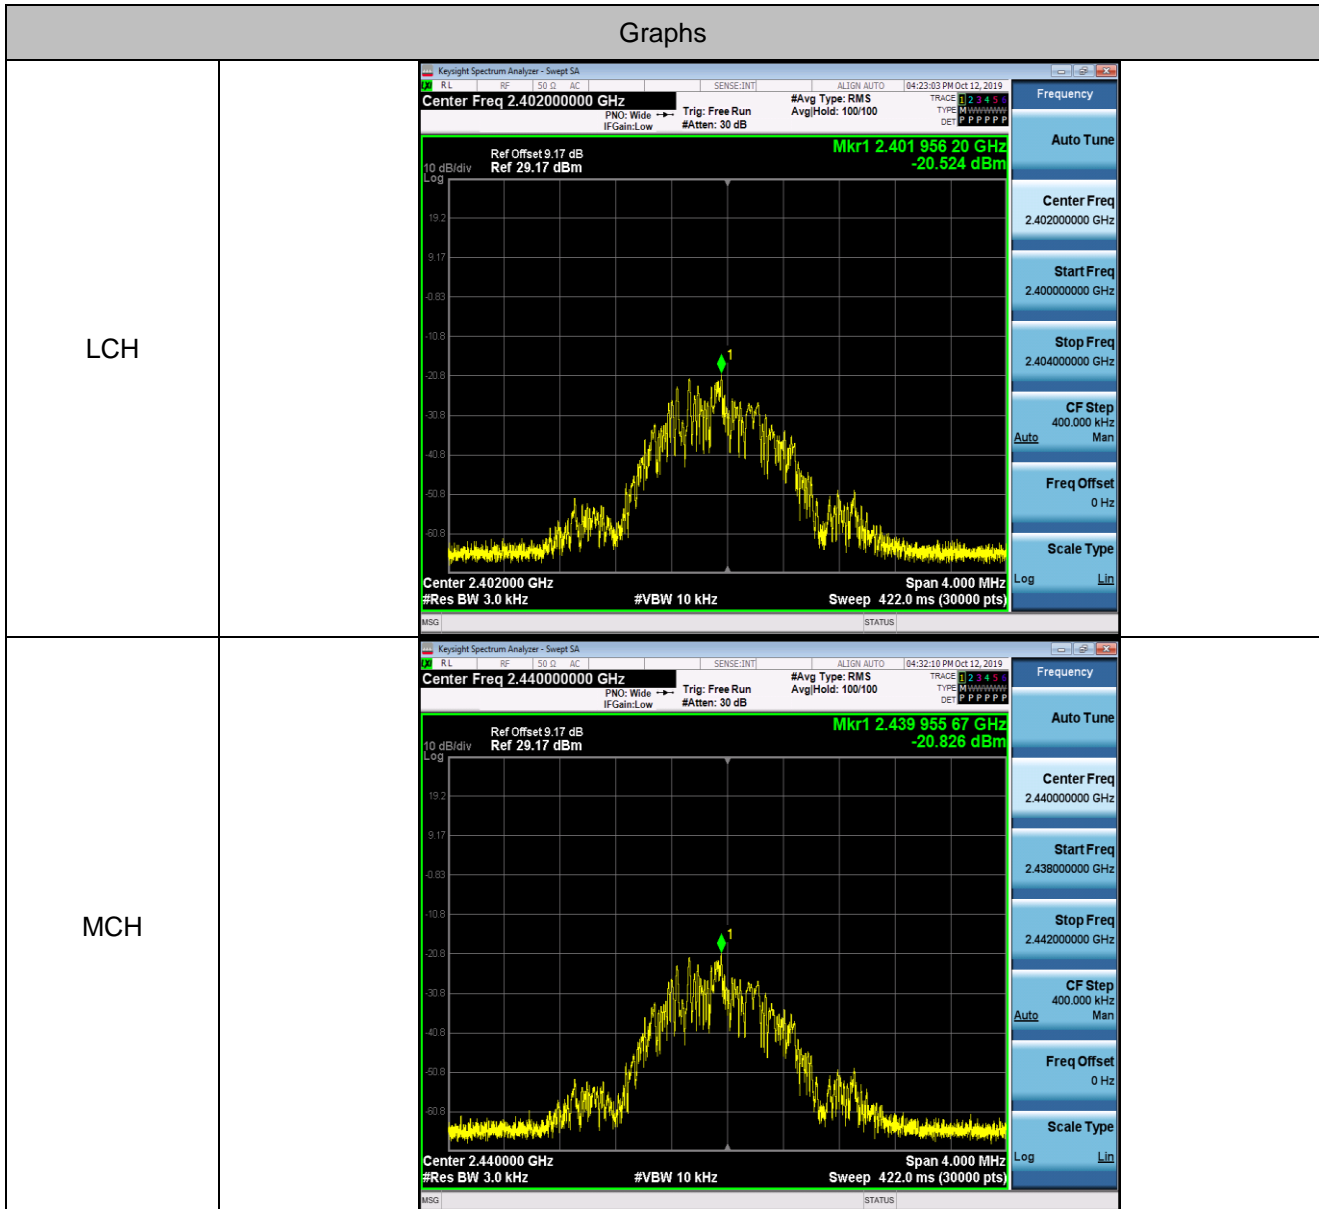 Graphs
LCH
Keysight Spectrum Analyzer - Swept SA
LXI RL RF 50 Ω AC SENSE:INT ALIGN AUTO 04:23:03 PM Oct 12, 2019
Center Freq 2.402000000 GHz #Avg Type: RMS TRACE 1 2 3 4 5 6
PNO: Wide Trig: Free Run Avg|Hold: 100/100 TYPE M WWWWW
IFGain:Low #Atten: 30 dB DET P P P P P P
Mkr1 2.401 956 20 GHz
-20.524 dBm
Ref Offset 9.17 dB
10 dB/div Ref 29.17 dBm
Log
19.2
9.17
-0.83
-10.8
-20.8
-30.8
-40.8
-50.8
-60.8
1
Center 2.402000 GHz Span 4.000 MHz
#Res BW 3.0 kHz #VBW 10 kHz Sweep 422.0 ms (30000 pts)
MSG STATUS
Frequency
Auto Tune
Center Freq
2.402000000 GHz
Start Freq
2.400000000 GHz
Stop Freq
2.404000000 GHz
CF Step
400.000 kHz
Auto Man
Freq Offset
0 Hz
Scale Type
Log Lin
MCH
Keysight Spectrum Analyzer - Swept SA
LXI RL RF 50 Ω AC SENSE:INT ALIGN AUTO 04:32:10 PM Oct 12, 2019
Center Freq 2.440000000 GHz #Avg Type: RMS TRACE 1 2 3 4 5 6
PNO: Wide Trig: Free Run Avg|Hold: 100/100 TYPE M WWWWW
IFGain:Low #Atten: 30 dB DET P P P P P P
Mkr1 2.439 955 67 GHz
-20.826 dBm
Ref Offset 9.17 dB
10 dB/div Ref 29.17 dBm
Log
19.2
9.17
-0.83
-10.8
-20.8
-30.8
-40.8
-50.8
-60.8
1
Center 2.440000 GHz Span 4.000 MHz
#Res BW 3.0 kHz #VBW 10 kHz Sweep 422.0 ms (30000 pts)
MSG STATUS
Frequency
Auto Tune
Center Freq
2.440000000 GHz
Start Freq
2.438000000 GHz
Stop Freq
2.442000000 GHz
CF Step
400.000 kHz
Auto Man
Freq Offset
0 Hz
Scale Type
Log Lin